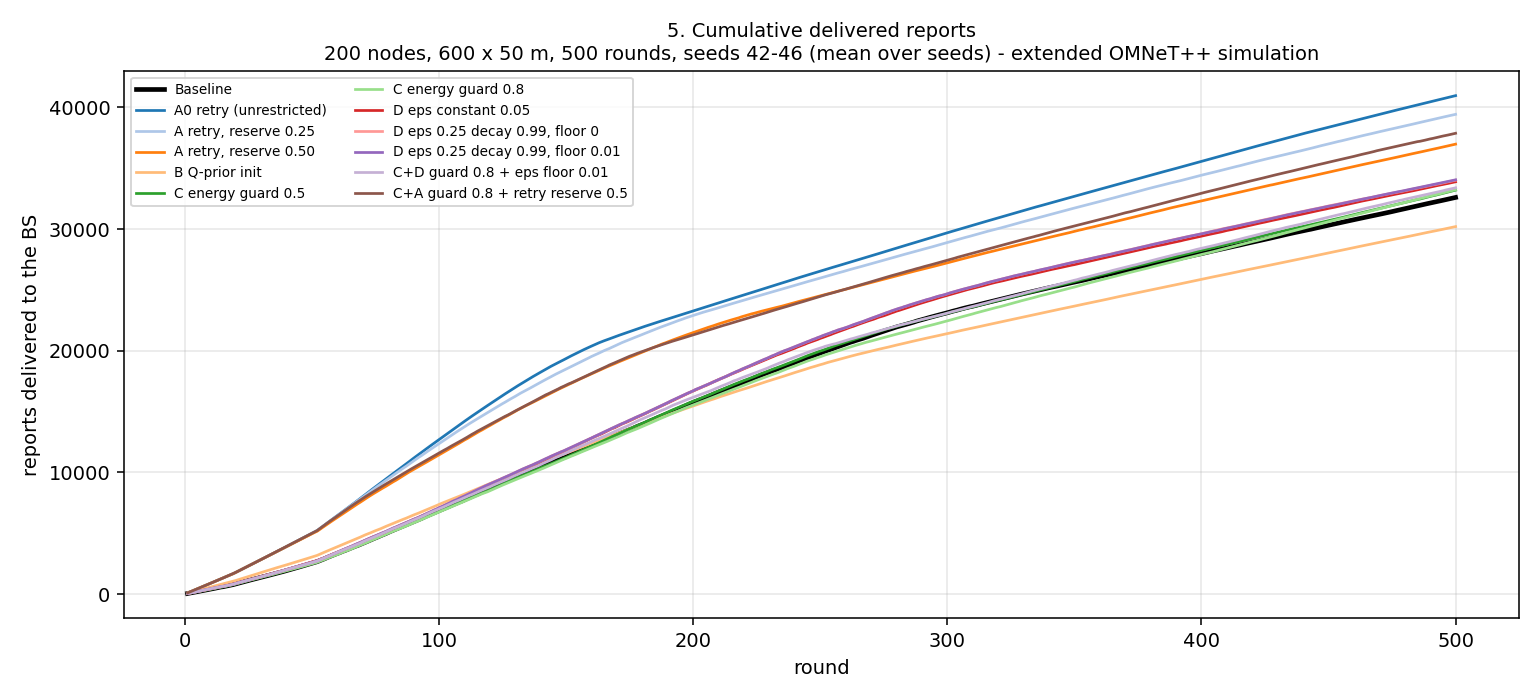 5. Cumulative delivered reports
200 nodes, 600 x 50 m, 500 rounds, seeds 42-46 (mean over seeds) - extended OMNeT++ simulation
Baseline
A0 retry (unrestricted)
A retry, reserve 0.25
A retry, reserve 0.50
B Q-prior init
C energy guard 0.5
C energy guard 0.8
D eps constant 0.05
D eps 0.25 decay 0.99, floor 0
D eps 0.25 decay 0.99, floor 0.01
C+D guard 0.8 + eps floor 0.01
C+A guard 0.8 + retry reserve 0.5
reports delivered to the BS
40000
30000
20000
10000
0
0
100
200
300
400
500
round